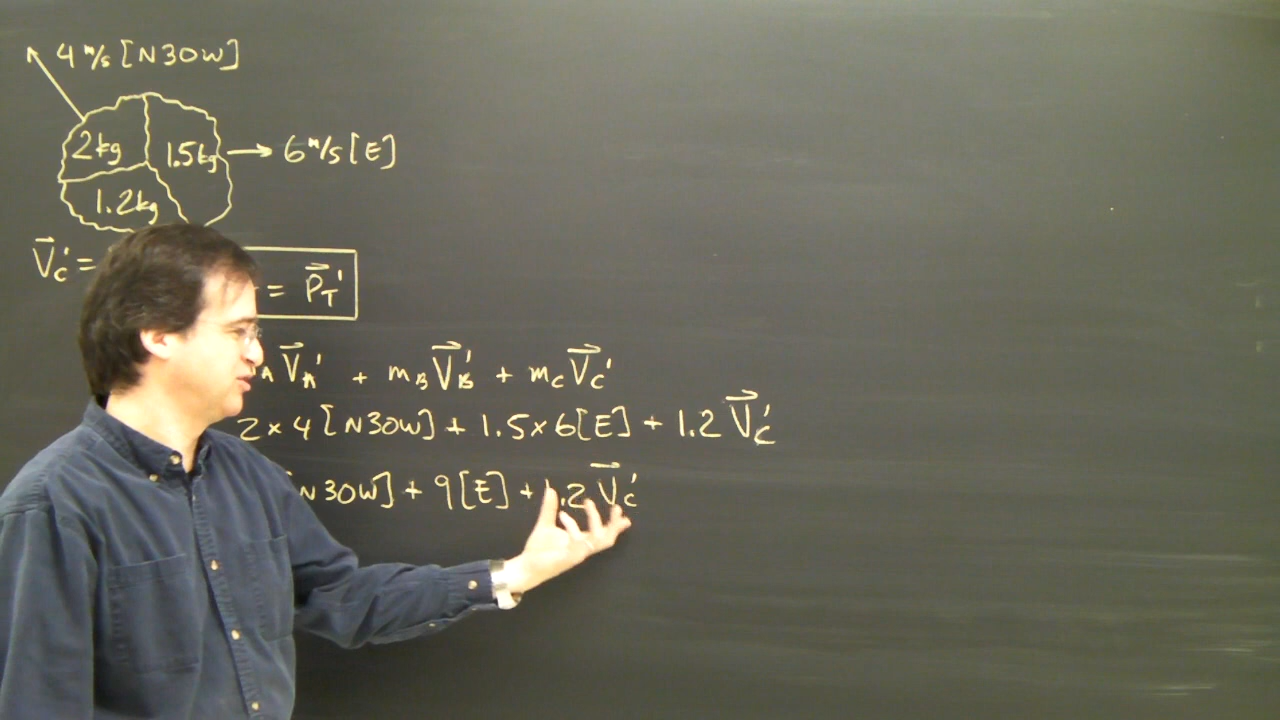 4 m/s [N30W]
2kg 1.5kg → 6 m/s [E]
1.2kg
V⃗c' =
= P⃗T'
A V⃗A' + mB V⃗B' + mC V⃗C'
2 × 4 [N30W] + 1.5 × 6 [E] + 1.2 V⃗C'
[N30W] + 9 [E] + 1.2 V⃗C'